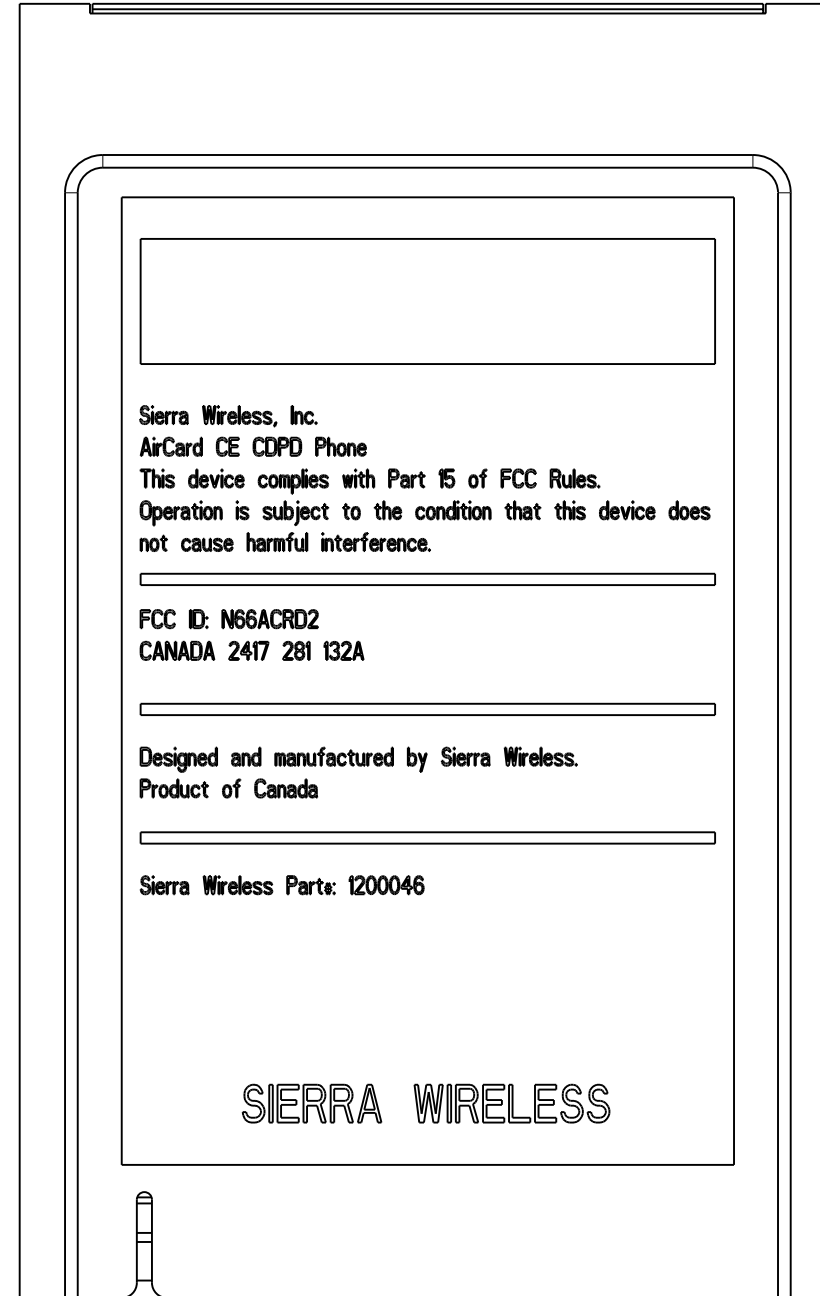 Sierra Wireless, Inc.
AirCard CE CDPD Phone
This device complies with Part 15 of FCC Rules.
Operation is subject to the condition that this device does
not cause harmful interference.
FCC ID: N66ACRD2
CANADA 2417 281 132A
Designed and manufactured by Sierra Wireless.
Product of Canada
Sierra Wireless Part#: 1200046
SIERRA WIRELESS